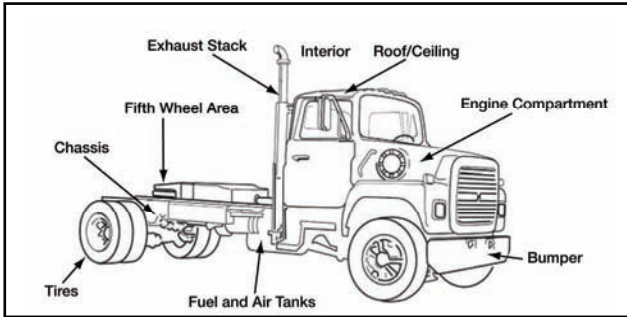 Exhaust Stack
Interior
Roof/Ceiling
Fifth Wheel Area
Engine Compartment
Chassis
Bumper
Tires
Fuel and Air Tanks